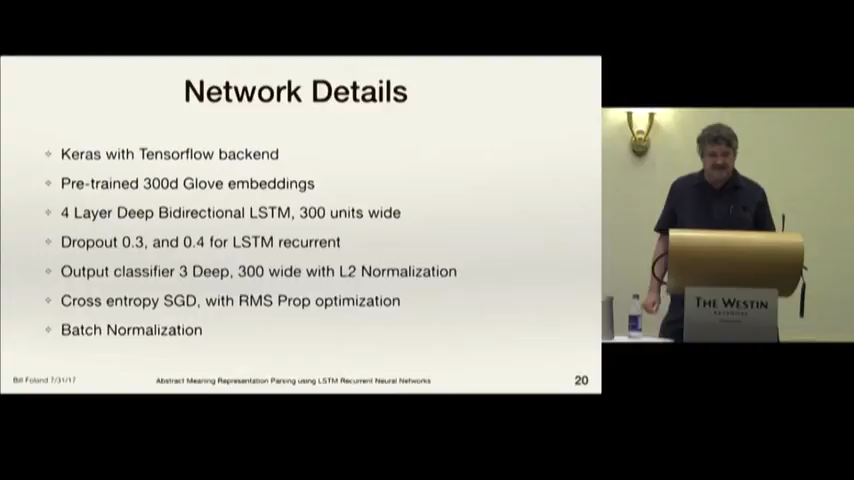 Network Details
Keras with Tensorflow backend
Pre-trained 300d Glove embeddings
4 Layer Deep Bidirectional LSTM, 300 units wide
Dropout 0.3, and 0.4 for LSTM recurrent
Output classifier 3 Deep, 300 wide with L2 Normalization
Cross entropy SGD, with RMS Prop optimization
Batch Normalization
Bill Foland 7/31/17
Abstract Meaning Representation Parsing using LSTM Recurrent Neural Networks
20
THE WESTIN